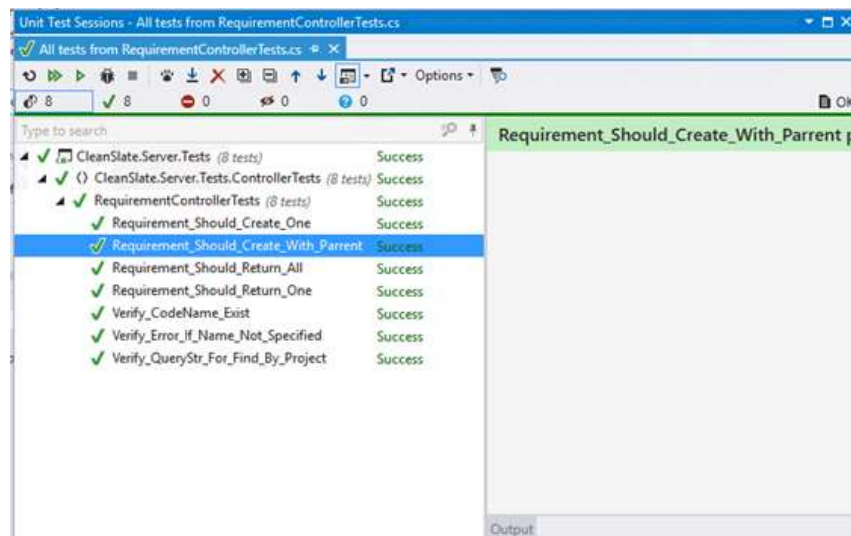 Unit Test Sessions - All tests from RequirementControllerTests.cs
All tests from RequirementControllerTests.cs
Options
8 8 0 0 0 OK
Type to search
Requirement_Should_Create_With_Parrent p
CleanSlate.Server.Tests (8 tests) Success
() CleanSlate.Server.Tests.ControllerTests (8 tests) Success
RequirementControllerTests (8 tests) Success
Requirement_Should_Create_One Success
Requirement_Should_Create_With_Parrent Success
Requirement_Should_Return_All Success
Requirement_Should_Return_One Success
Verify_CodeName_Exist Success
Verify_Error_If_Name_Not_Specified Success
Verify_QueryStr_For_Find_By_Project Success
Output